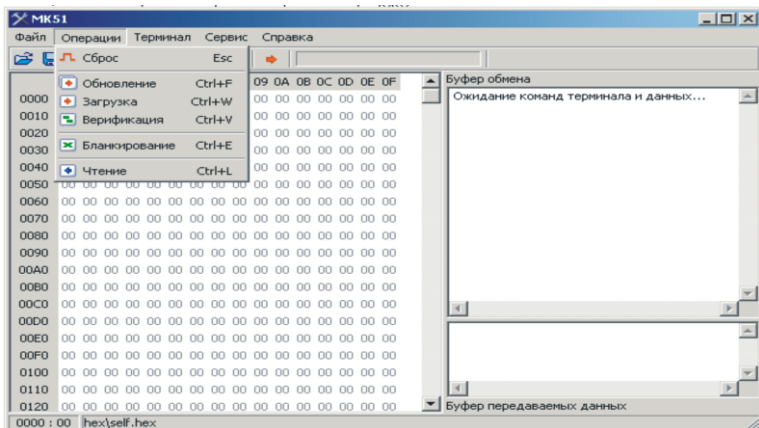 МК51
Файл Операции Терминал Сервис Справка
Сброс Esc
Обновление Ctrl+F
Загрузка Ctrl+W
Верификация Ctrl+V
Бланкирование Ctrl+E
Чтение Ctrl+L
09 0A 0B 0C 0D 0E 0F
0000 00 00 00 00 00 00 00
0010 00 00 00 00 00 00 00
0020 00 00 00 00 00 00 00
0030 00 00 00 00 00 00 00
0040 00 00 00 00 00 00 00
0050 00 00 00 00 00 00 00 00 00 00 00 00 00 00 00 00
0060 00 00 00 00 00 00 00 00 00 00 00 00 00 00 00 00
0070 00 00 00 00 00 00 00 00 00 00 00 00 00 00 00 00
0080 00 00 00 00 00 00 00 00 00 00 00 00 00 00 00 00
0090 00 00 00 00 00 00 00 00 00 00 00 00 00 00 00 00
00A0 00 00 00 00 00 00 00 00 00 00 00 00 00 00 00 00
00B0 00 00 00 00 00 00 00 00 00 00 00 00 00 00 00 00
00C0 00 00 00 00 00 00 00 00 00 00 00 00 00 00 00 00
00D0 00 00 00 00 00 00 00 00 00 00 00 00 00 00 00 00
00E0 00 00 00 00 00 00 00 00 00 00 00 00 00 00 00 00
00F0 00 00 00 00 00 00 00 00 00 00 00 00 00 00 00 00
0100 00 00 00 00 00 00 00 00 00 00 00 00 00 00 00 00
0110 00 00 00 00 00 00 00 00 00 00 00 00 00 00 00 00
0120 00 00 00 00 00 00 00 00 00 00 00 00 00 00 00 00
Буфер обмена
Ожидание команд терминала и данных...
Буфер передаваемых данных
0000 : 00 hex\self.hex